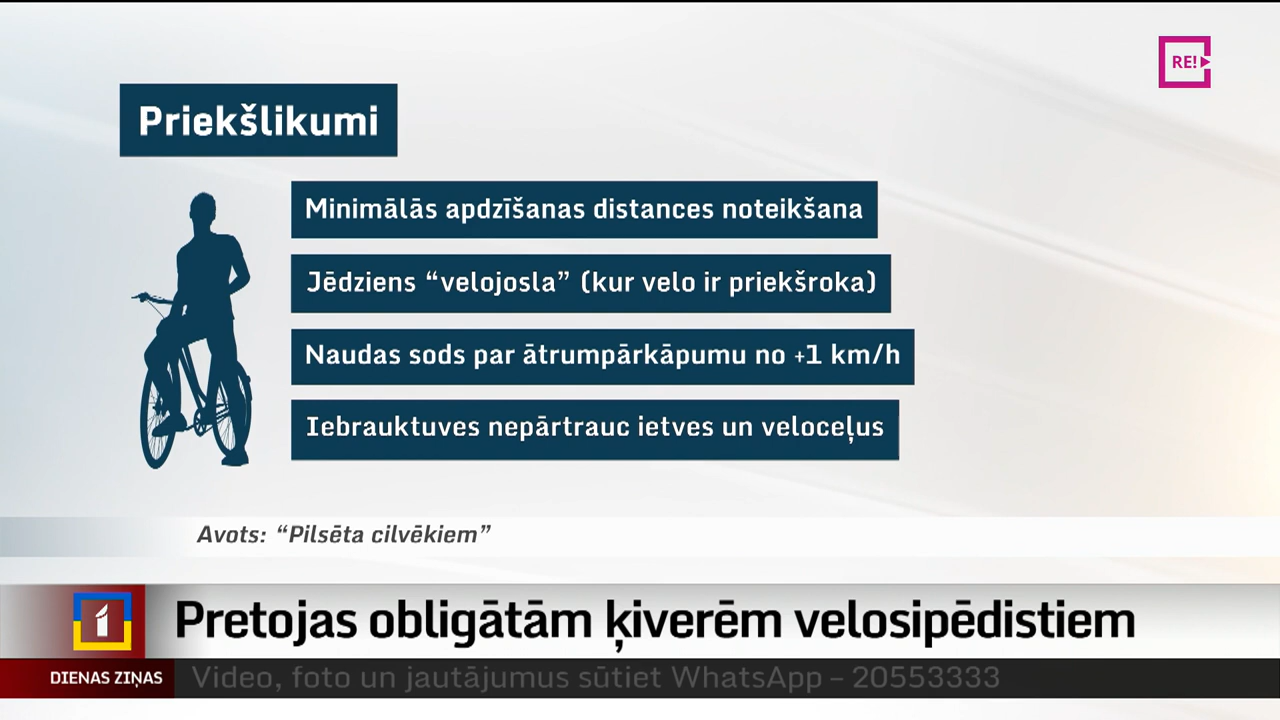 RE!
Priekšlikumi
Minimālās apdzīšanas distances noteikšana
Jēdziens “velojosla” (kur velo ir priekšroka)
Naudas sods par ātrumpārkāpumu no +1 km/h
Iebrauktuves nepārtrauc ietves un veloceļus
Avots: “Pilsēta cilvēkiem”
1
Pretojas obligātām ķiverēm velosipēdistiem
DIENAS ZIŅAS
Video, foto un jautājumus sūtiet WhatsApp – 20553333